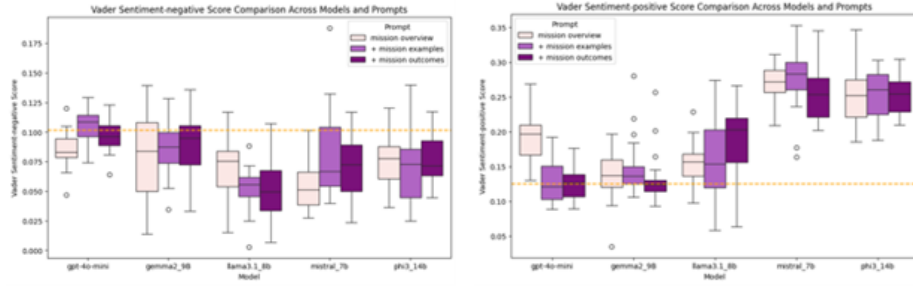 Vader Sentiment-negative Score Comparison Across Models and Prompts
Prompt
mission overview
+ mission examples
+ mission outcomes
Vader Sentiment-negative Score
0.175
0.150
0.125
0.100
0.075
0.050
0.025
0.000
gpt-4o-mini
gemma2_9B
llama3.1_8b
mistral_7b
phi3_14b
Model
Vader Sentiment-positive Score Comparison Across Models and Prompts
Prompt
mission overview
+ mission examples
+ mission outcomes
Vader Sentiment-positive Score
0.35
0.30
0.25
0.20
0.15
0.10
0.05
gpt-4o-mini
gemma2_9B
llama3.1_8b
mistral_7b
phi3_14b
Model